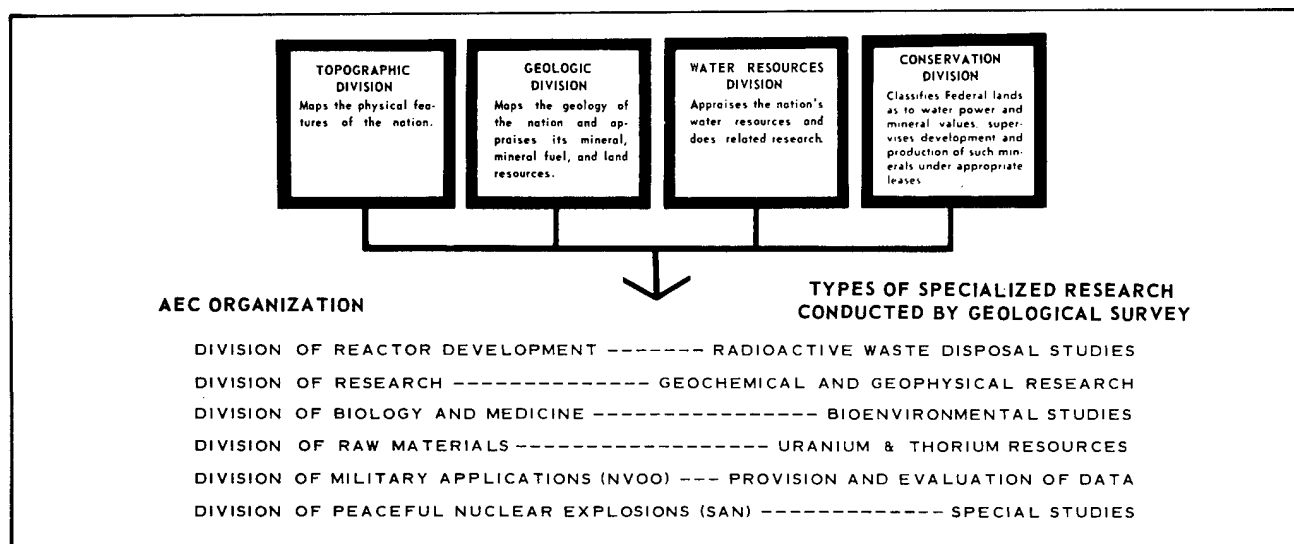 TOPOGRAPHIC
DIVISION
Maps the physical fea-
tures of the nation.
GEOLOGIC
DIVISION
Maps the geology of
the nation and ap-
praises its mineral,
mineral fuel, and land
resources.
WATER RESOURCES
DIVISION
Appraises the nation's
water resources and
does related research.
CONSERVATION
DIVISION
Classifies Federal lands
as to water power and
mineral values, super-
vises development and
production of such min-
erals under appropriate
leases
AEC ORGANIZATION
TYPES OF SPECIALIZED RESEARCH
CONDUCTED BY GEOLOGICAL SURVEY
DIVISION OF REACTOR DEVELOPMENT ------- RADIOACTIVE WASTE DISPOSAL STUDIES
DIVISION OF RESEARCH -------------- GEOCHEMICAL AND GEOPHYSICAL RESEARCH
DIVISION OF BIOLOGY AND MEDICINE ---------------- BIOENVIRONMENTAL STUDIES
DIVISION OF RAW MATERIALS ------------------ URANIUM & THORIUM RESOURCES
DIVISION OF MILITARY APPLICATIONS (NVOO) --- PROVISION AND EVALUATION OF DATA
DIVISION OF PEACEFUL NUCLEAR EXPLOSIONS (SAN) ------------- SPECIAL STUDIES